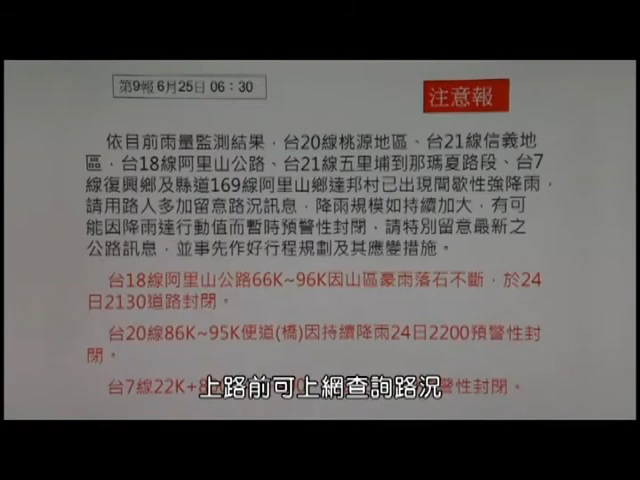 第9報 6月25日 06：30
注意報
依目前雨量監測結果，台20線桃源地區、台21線信義地
區，台18線阿里山公路、台21線五里埔到那瑪夏路段、台7
線復興鄉及縣道169線阿里山鄉達邦村已出現間歇性強降雨，
請用路人多加留意路況訊息，降雨規模如持續加大，有可
能因降雨達行動值而暫時預警性封閉，請特別留意最新之
公路訊息，並事先作好行程規劃及其應變措施。
台18線阿里山公路66K~96K因山區豪雨落石不斷，於24
日2130道路封閉。
台20線86K~95K便道(橋)因持續降雨24日2200預警性封
閉。
台7線22K+8 警性封閉。
上路前可上網查詢路況